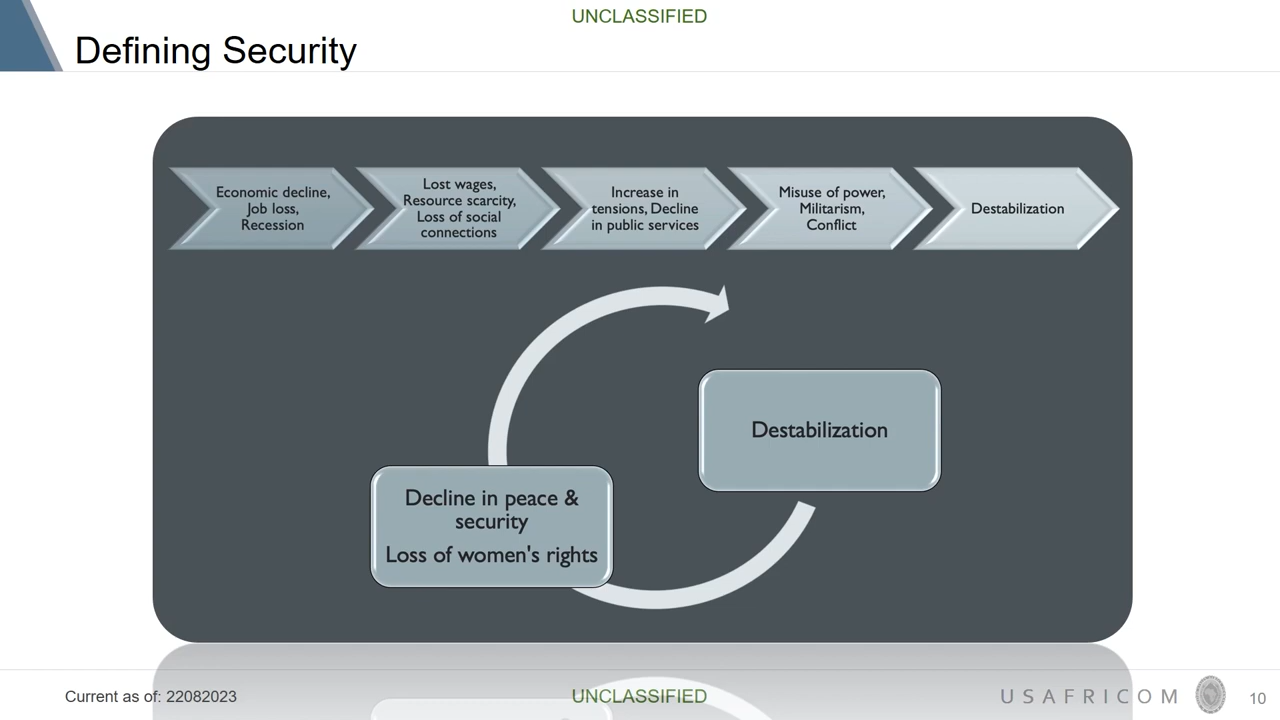 UNCLASSIFIED
Defining Security
Economic decline,
Job loss,
Recession
Lost wages,
Resource scarcity,
Loss of social
connections
Increase in
tensions, Decline
in public services
Misuse of power,
Militarism,
Conflict
Destabilization
Destabilization
Decline in peace &
security
Loss of women's rights
Current as of: 22082023
UNCLASSIFIED
USAFRICOM
10